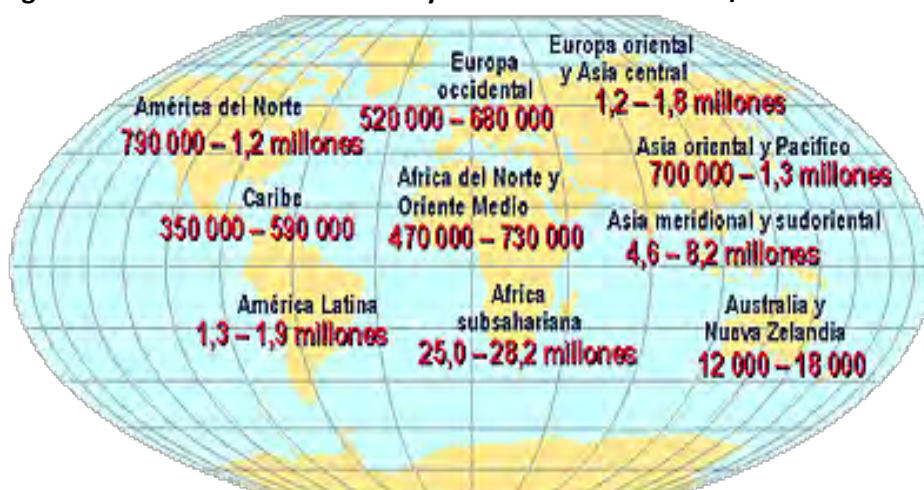 Europa oriental
y Asia central
1,2 – 1,8 millones
Europa
occidental
520 000 – 680 000
América del Norte
790 000 – 1,2 millones
Asia oriental y Pacífico
700 000 – 1,3 millones
Africa del Norte y
Oriente Medio
470 000 – 730 000
Caribe
350 000 – 590 000
Asia meridional y sudoriental
4,6 – 8,2 millones
América Latina
1,3 – 1,9 millones
Africa
subsahariana
25,0 – 28,2 millones
Australia y
Nueva Zelandia
12 000 – 18 000